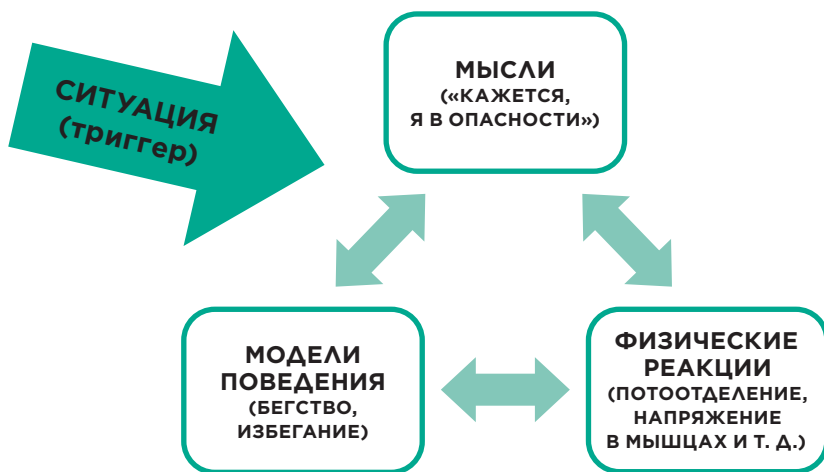 СИТУАЦИЯ
(триггер)
МЫСЛИ
(«КАЖЕТСЯ,
Я В ОПАСНОСТИ»)
МОДЕЛИ
ПОВЕДЕНИЯ
(БЕГСТВО,
ИЗБЕГАНИЕ)
ФИЗИЧЕСКИЕ
РЕАКЦИИ
(ПОТООТДЕЛЕНИЕ,
НАПРЯЖЕНИЕ
В МЫШЦАХ И Т. Д.)